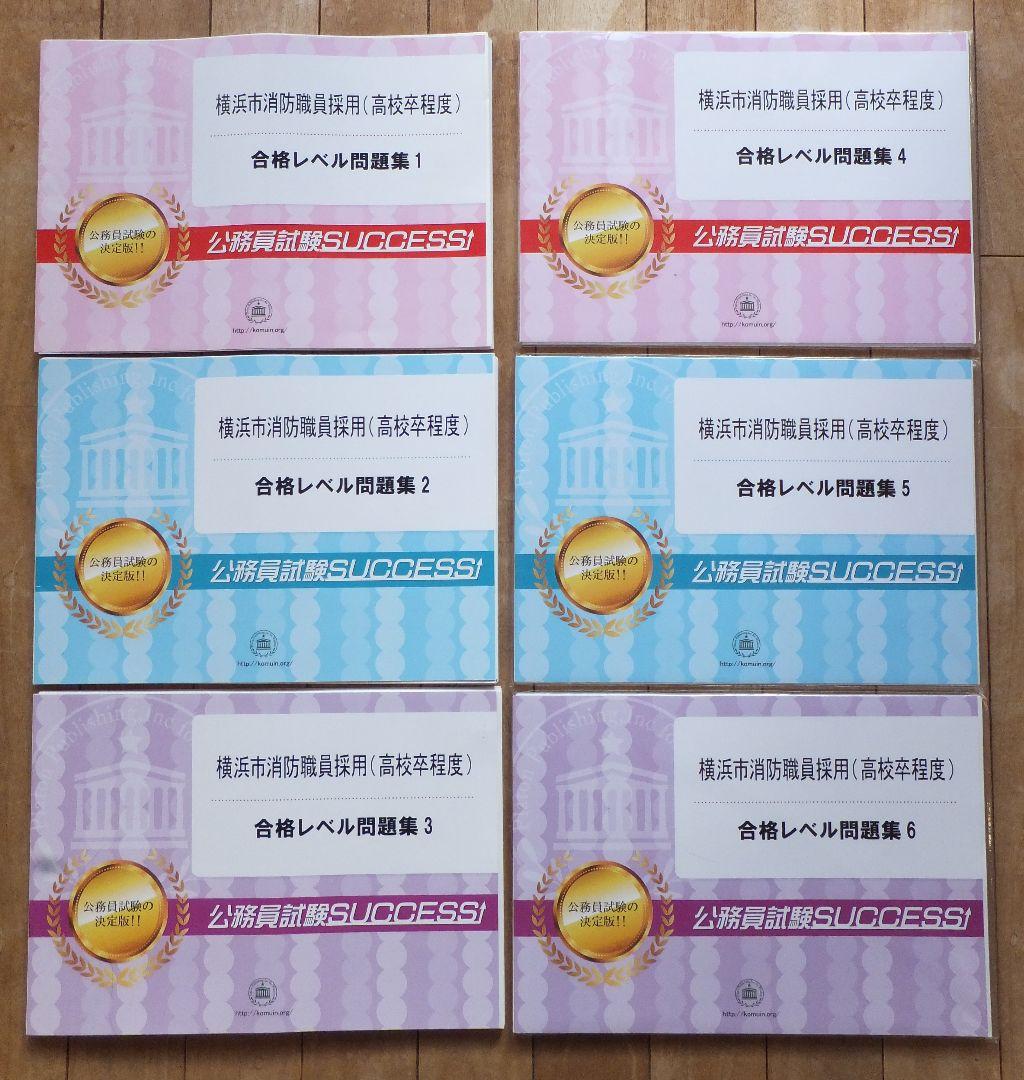 横浜市消防職員採用（高校卒程度）
合格レベル問題集1
公務員試験の
決定版!!
公務員試験SUCCESS
http://komuin.org/
横浜市消防職員採用（高校卒程度）
合格レベル問題集4
公務員試験の
決定版!!
公務員試験SUCCESS
http://komuin.org/
Publishing,Inc.
横浜市消防職員採用（高校卒程度）
合格レベル問題集2
公務員試験の
決定版!!
公務員試験SUCCESS
http://komuin.org/
横浜市消防職員採用（高校卒程度）
合格レベル問題集5
公務員試験の
決定版!!
公務員試験SUCCESS
http://komuin.org/
Publishing,Inc.
横浜市消防職員採用（高校卒程度）
合格レベル問題集3
公務員試験の
決定版!!
公務員試験SUCCESS
http://komuin.org/
Publishing,Inc.
横浜市消防職員採用（高校卒程度）
合格レベル問題集6
公務員試験の
決定版!!
公務員試験SUCCESS
http://komuin.org/